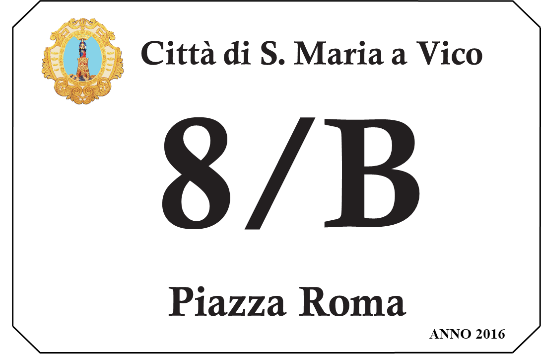 Città di S. Maria a Vico
8/B
Piazza Roma
ANNO 2016